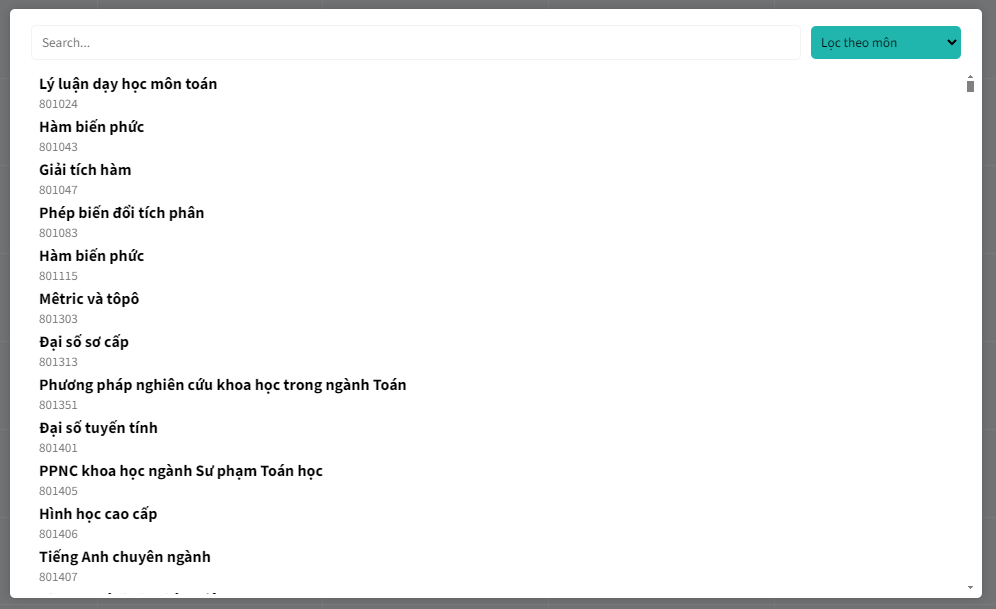 Search...
Lọc theo môn
Lý luận dạy học môn toán
801024
Hàm biến phức
801043
Giải tích hàm
801047
Phép biến đổi tích phân
801083
Hàm biến phức
801115
Mêtric và tôpô
801303
Đại số sơ cấp
801313
Phương pháp nghiên cứu khoa học trong ngành Toán
801351
Đại số tuyến tính
801401
PPNC khoa học ngành Sư phạm Toán học
801405
Hình học cao cấp
801406
Tiếng Anh chuyên ngành
801407